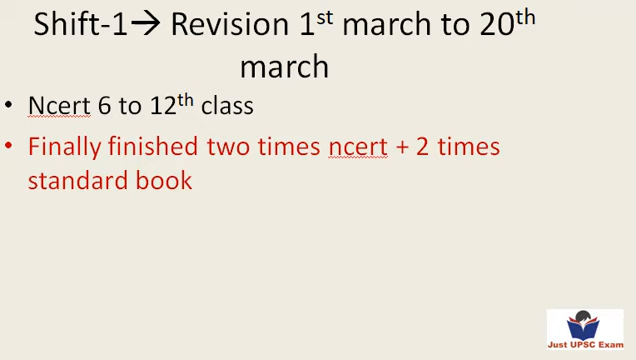 Shift-1→ Revision 1st march to 20th
march
• Ncert 6 to 12th class
• Finally finished two times ncert + 2 times
standard book
Just UPSC Exam